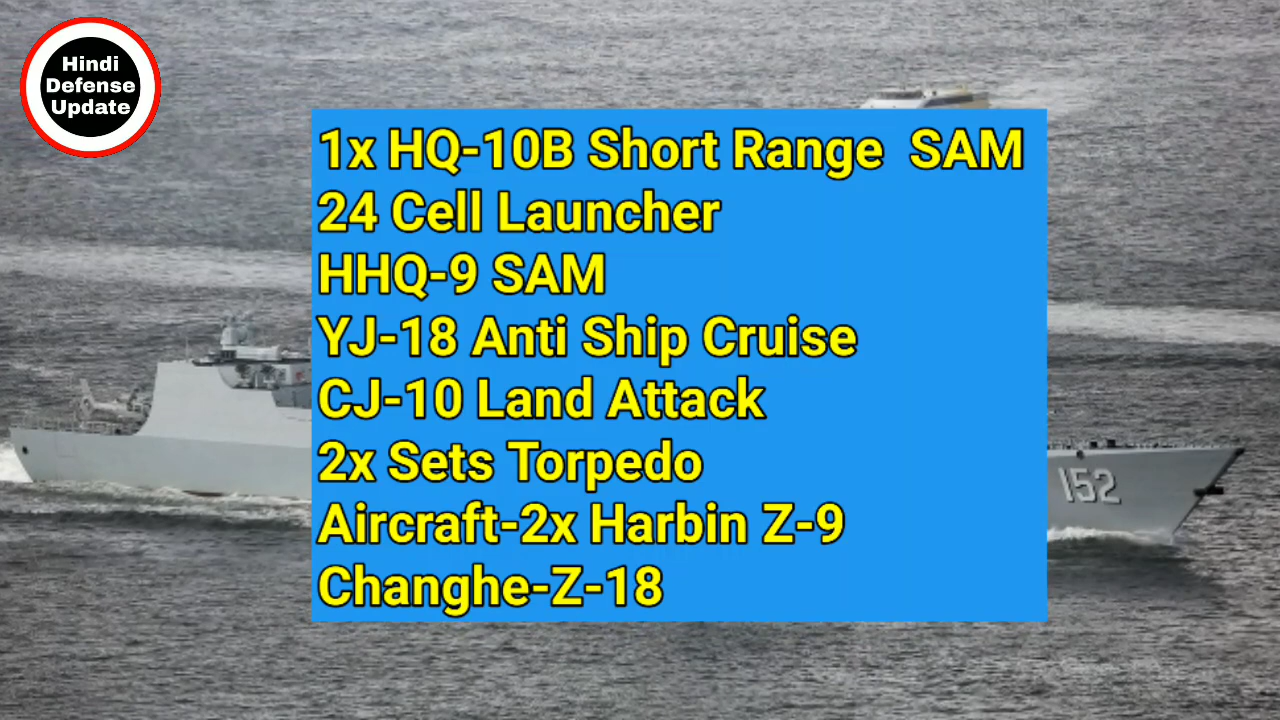 Hindi
Defense
Update
1x HQ-10B Short Range SAM
24 Cell Launcher
HHQ-9 SAM
YJ-18 Anti Ship Cruise
CJ-10 Land Attack
2x Sets Torpedo
Aircraft-2x Harbin Z-9
Changhe-Z-18
152